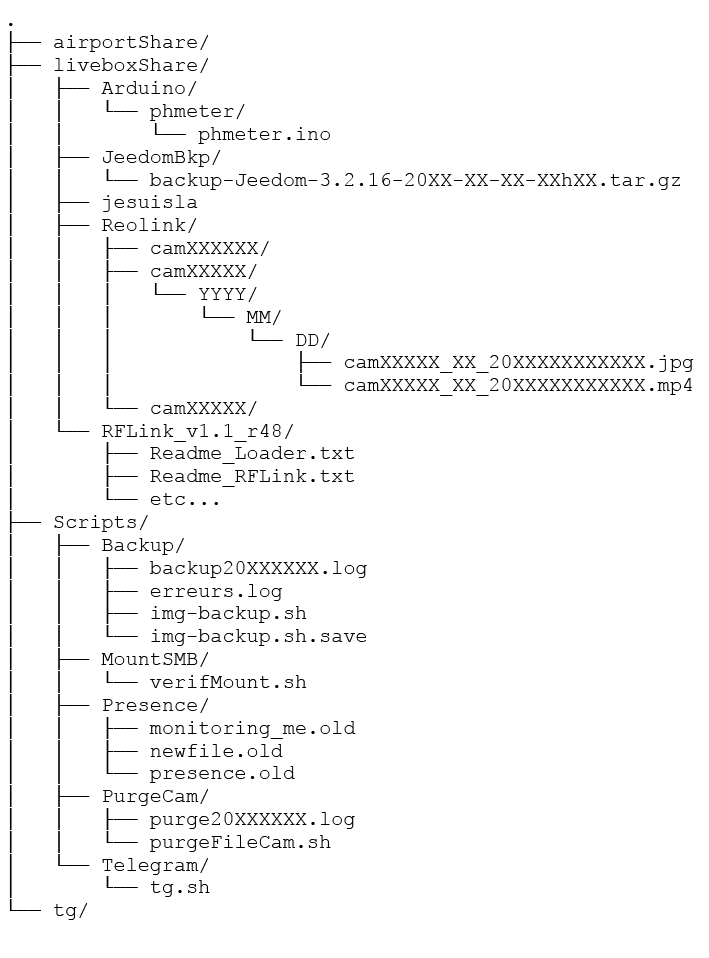 .
├── airportShare/
├── liveboxShare/
│   ├── Arduino/
│   │   └── phmeter/
│   │       └── phmeter.ino
│   ├── JeedomBkp/
│   │   └── backup-Jeedom-3.2.16-20XX-XX-XX-XXhXX.tar.gz
│   ├── jesuisla
│   ├── Reolink/
│   │   ├── camXXXXXX/
│   │   ├── camXXXXX/
│   │   │   └── YYYY/
│   │   │       └── MM/
│   │   │           └── DD/
│   │   │               ├── camXXXXX_XX_20XXXXXXXXXXX.jpg
│   │   │               └── camXXXXX_XX_20XXXXXXXXXXX.mp4
│   │   └── camXXXXX/
│   └── RFLink_v1.1_r48/
│       ├── Readme_Loader.txt
│       ├── Readme_RFLink.txt
│       └── etc...
├── Scripts/
│   ├── Backup/
│   │   ├── backup20XXXXXX.log
│   │   ├── erreurs.log
│   │   ├── img-backup.sh
│   │   └── img-backup.sh.save
│   ├── MountSMB/
│   │   └── verifMount.sh
│   ├── Presence/
│   │   ├── monitoring_me.old
│   │   ├── newfile.old
│   │   └── presence.old
│   ├── PurgeCam/
│   │   ├── purge20XXXXXX.log
│   │   └── purgeFileCam.sh
│   └── Telegram/
│       └── tg.sh
└── tg/